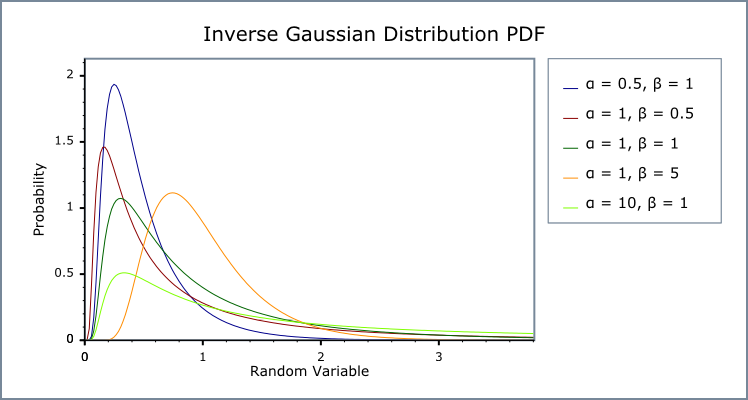 Inverse Gaussian Distribution PDF
α = 0.5, β = 1
α = 1, β = 0.5
α = 1, β = 1
α = 1, β = 5
α = 10, β = 1
Probability
2
1.5
1
0.5
0
0 1 2 3
Random Variable